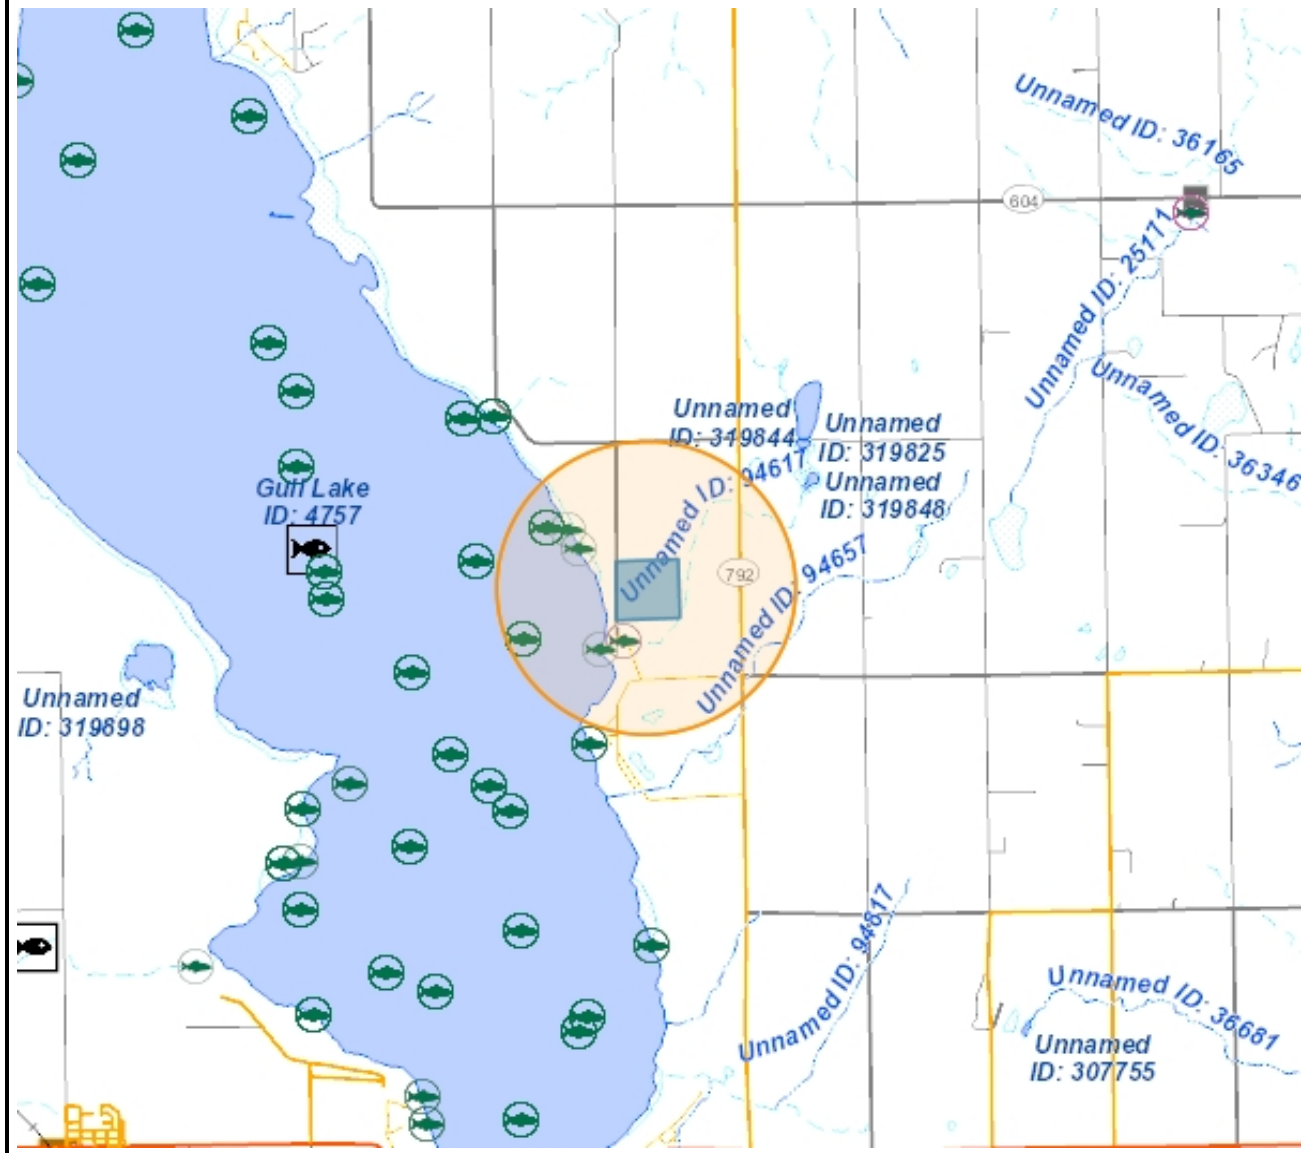 Unnamed ID: 36165
604
Unnamed ID: 25171
Unnamed ID: 36346
Unnamed
ID: 319844
Unnamed
ID: 319825
Unnamed ID: 94617
Unnamed
ID: 319848
Gull Lake
ID: 4757
792
Unnamed ID: 94657
Unnamed
ID: 319898
Unnamed ID: 94817
Unnamed ID: 36681
Unnamed
ID: 307755